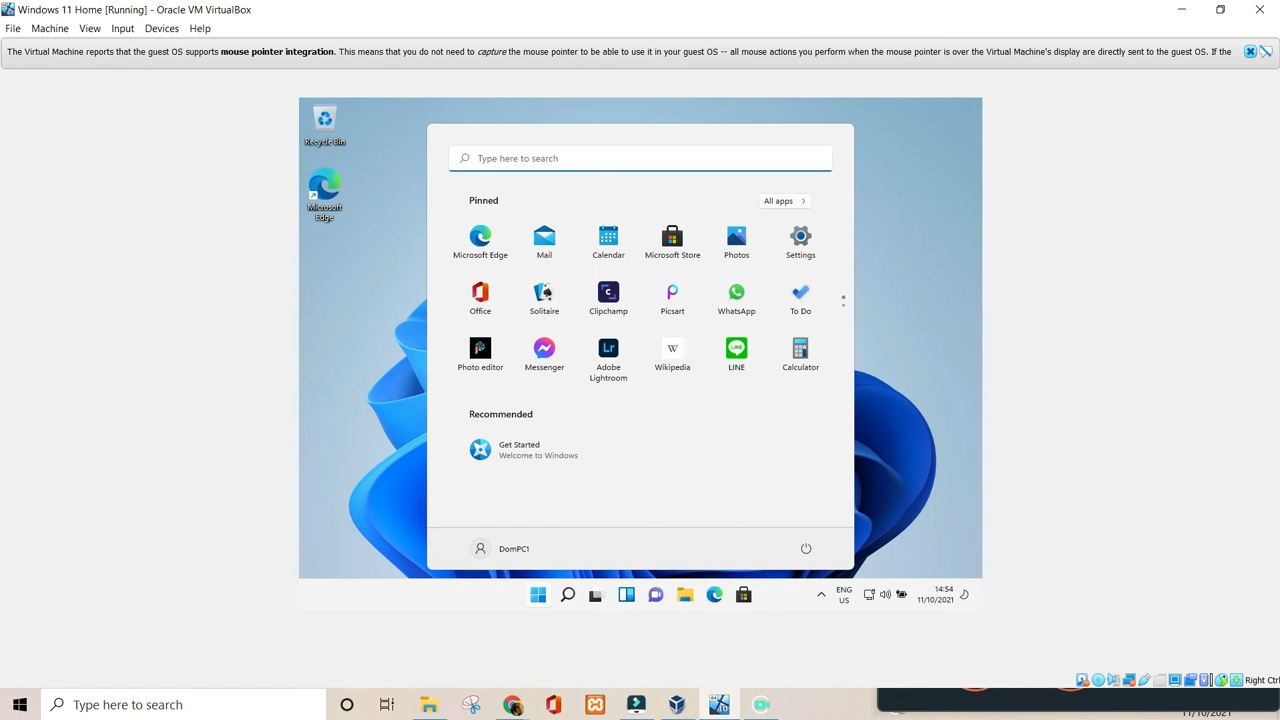 Windows 11 Home [Running] - Oracle VM VirtualBox
File Machine View Input Devices Help
The Virtual Machine reports that the guest OS supports mouse pointer integration. This means that you do not need to capture the mouse pointer to be able to use it in your guest OS -- all mouse actions you perform when the mouse pointer is over the Virtual Machine's display are directly sent to the guest OS. If the
Recycle Bin
Microsoft
Edge
Type here to search
Pinned
All apps
Microsoft Edge Mail Calendar Microsoft Store Photos Settings
Office Solitaire Clipchamp Picsart WhatsApp To Do
Photo editor Messenger Adobe Lightroom Wikipedia LINE Calculator
Recommended
Get Started
Welcome to Windows
DomPC1
ENG
US
14:54
11/10/2021
Right Ctrl
Type here to search
11/10/2021